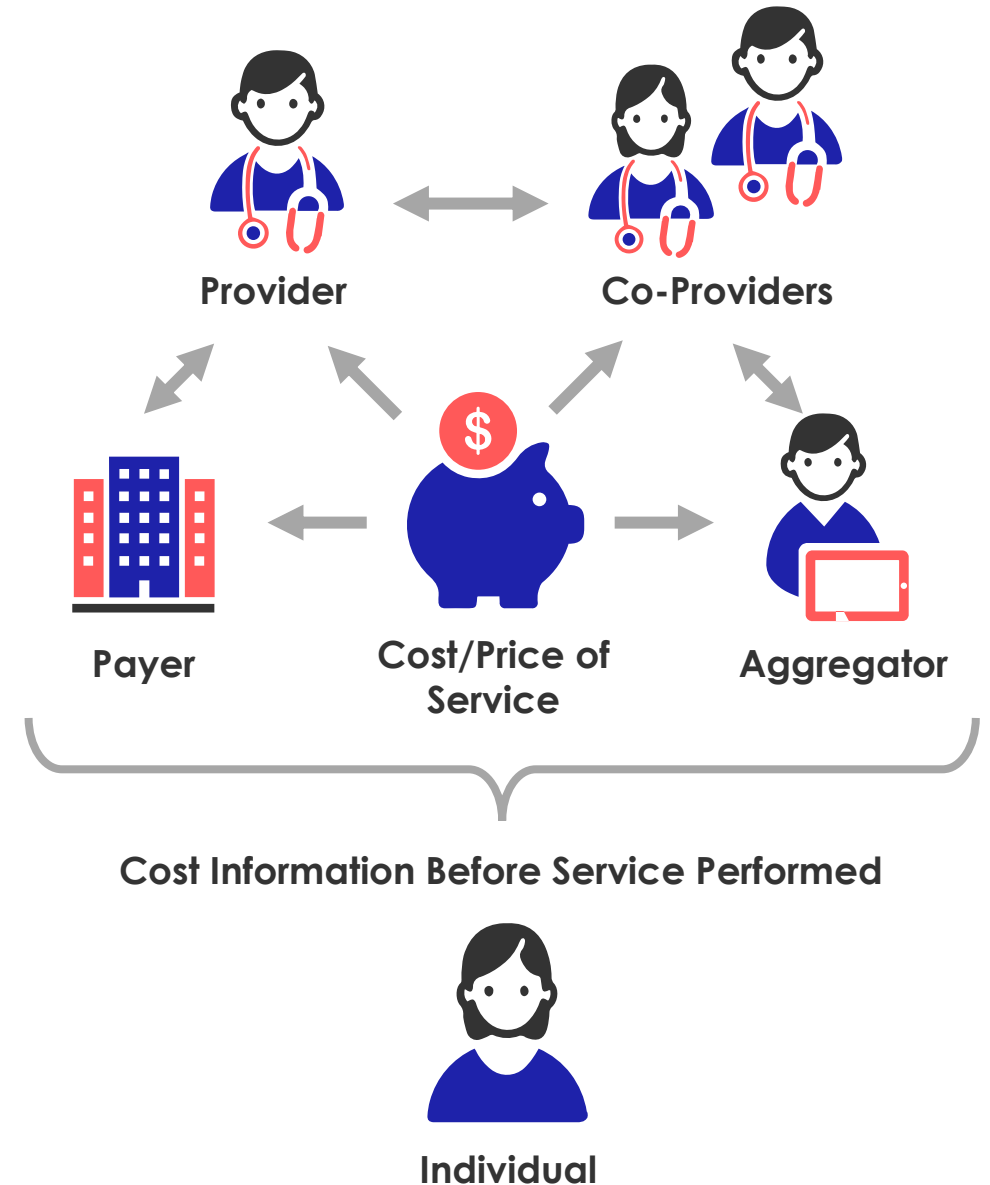 Provider
Co-Providers
$
Payer
Cost/Price of
Service
Aggregator
Cost Information Before Service Performed
Individual